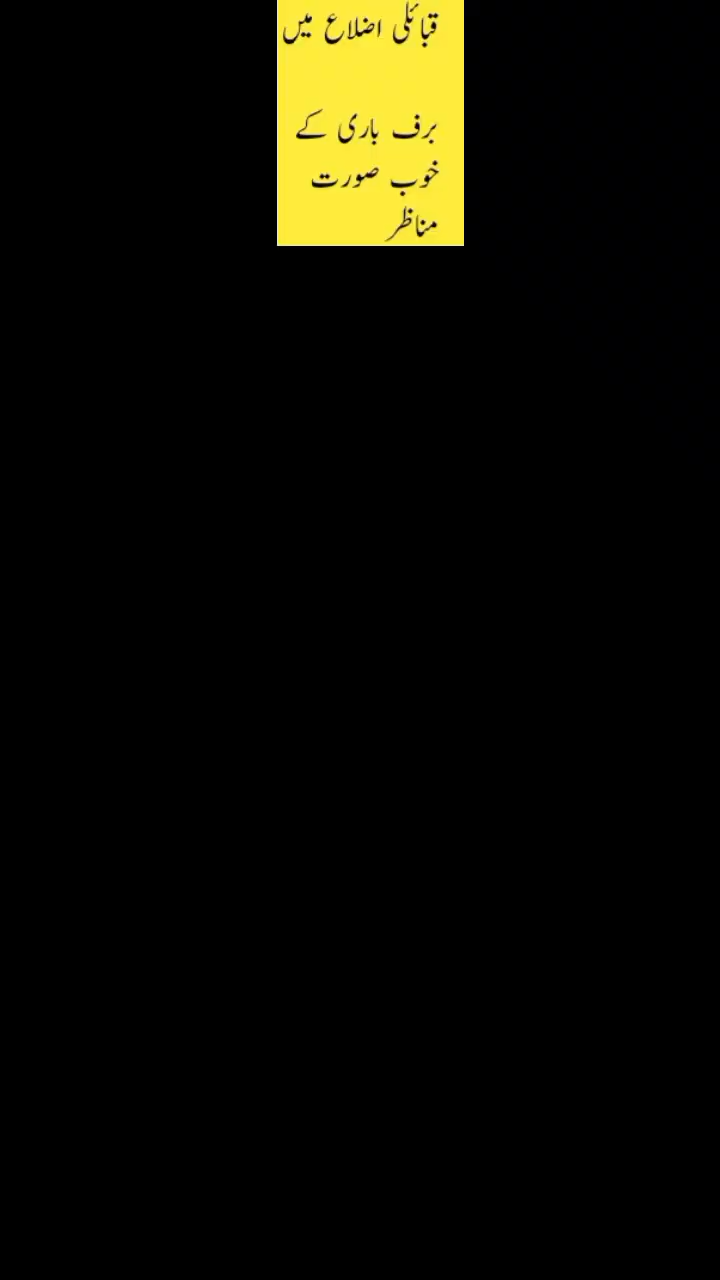 قبائلی اضلاع میں
برف باری کے
خوب صورت
مناظر